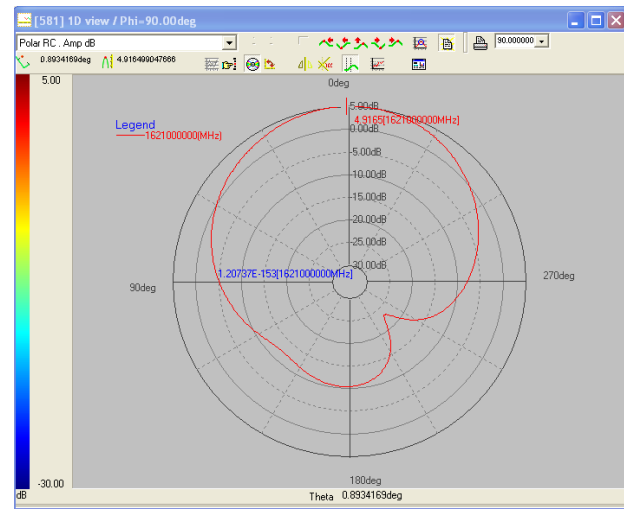 [581] 1D view / Phi=90.00deg
Polar RC . Amp dB
90.000000
0.8934169deg
4.916499047666
5.00
0deg
Legend
1621000000(MHz)
5.00dB
4.9165[1621000000MHz]
0.00dB
-5.00dB
-10.00dB
-15.00dB
-20.00dB
-25.00dB
-30.00dB
1.20737E-153[1621000000MHz]
90deg
270deg
180deg
-30.00
dB
Theta 0.8934169deg